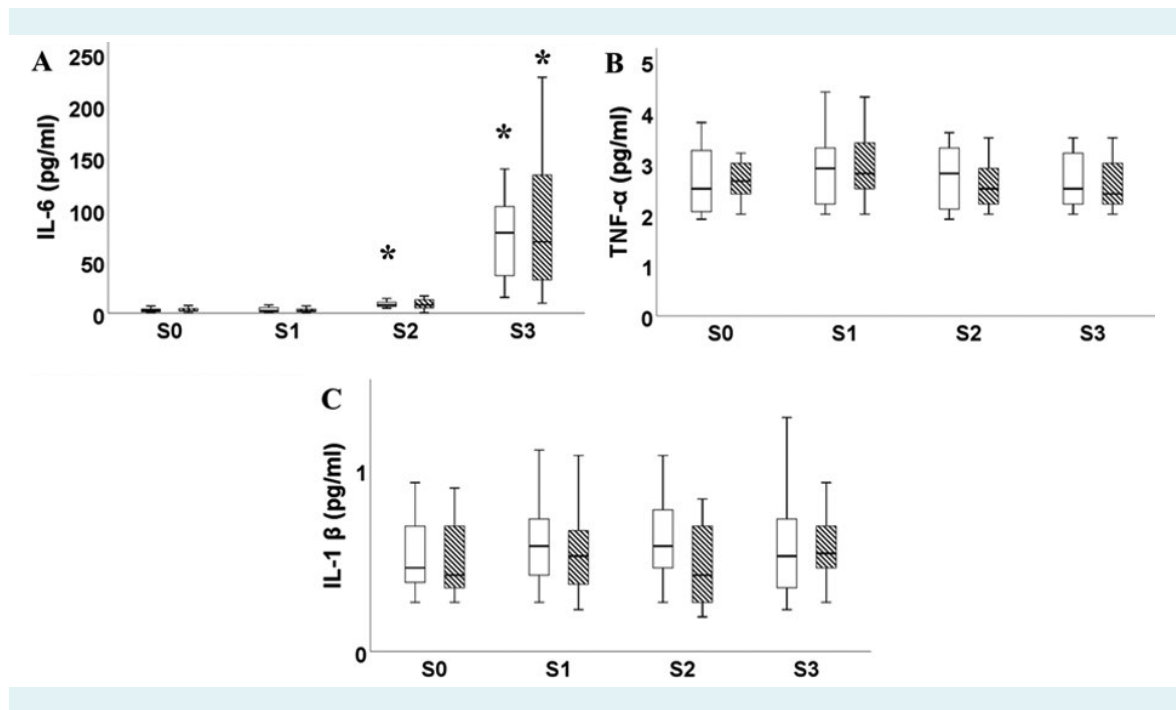 A
IL-6 (pg/ml)
250
200
150
100
50
0
*
*
*
S0 S1 S2 S3
B
TNF-α (pg/ml)
5
4
3
2
1
0
S0 S1 S2 S3
C
IL-1 β (pg/ml)
1
0
S0 S1 S2 S3